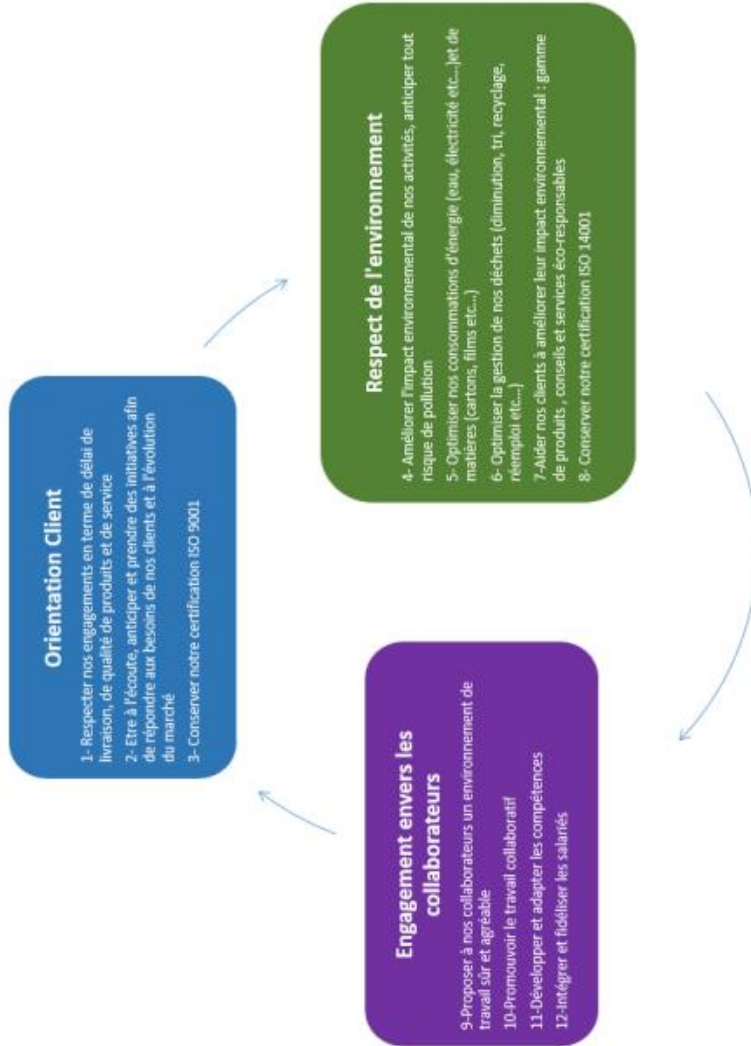 Orientation Client
1- Respecter nos engagements en terme de délai de
livraison, de qualité de produits et de service
2- Etre à l'écoute, anticiper et prendre des initiatives afin
de répondre aux besoins de nos clients et à l'évolution
du marché
3- Conserver notre certification ISO 9001
Respect de l'environnement
4- Améliorer l'impact environnemental de nos activités, anticiper tout
risque de pollution
5- Optimiser nos consommations d'énergie (eau, électricité etc...)et de
matières (cartons, films etc...)
6- Optimiser la gestion de nos déchets (diminution, tri, recyclage,
réemploi etc...)
7-Aider nos clients à améliorer leur impact environnemental : gamme
de produits , conseils et services éco-responsables
8- Conserver notre certification ISO 14001
Engagement envers les
collaborateurs
9-Proposer à nos collaborateurs un environnement de
travail sûr et agréable
10-Promouvoir le travail collaboratif
11-Développer et adapter les compétences
12-Intégrer et fidéliser les salariés